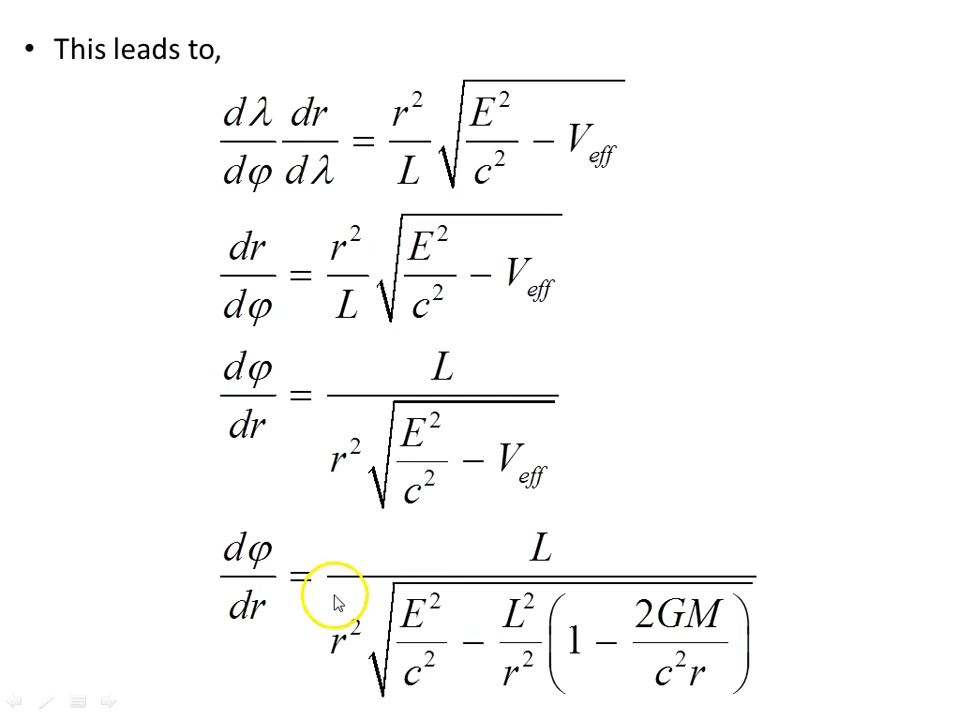 • This leads to,
dλ/dφ dr/dλ = r²/L √(E²/c² − V_eff)
dr/dφ = r²/L √(E²/c² − V_eff)
dφ/dr = L / (r² √(E²/c² − V_eff))
dφ/dr = L / (r² √(E²/c² − L²/r² (1 − 2GM/c²r)))